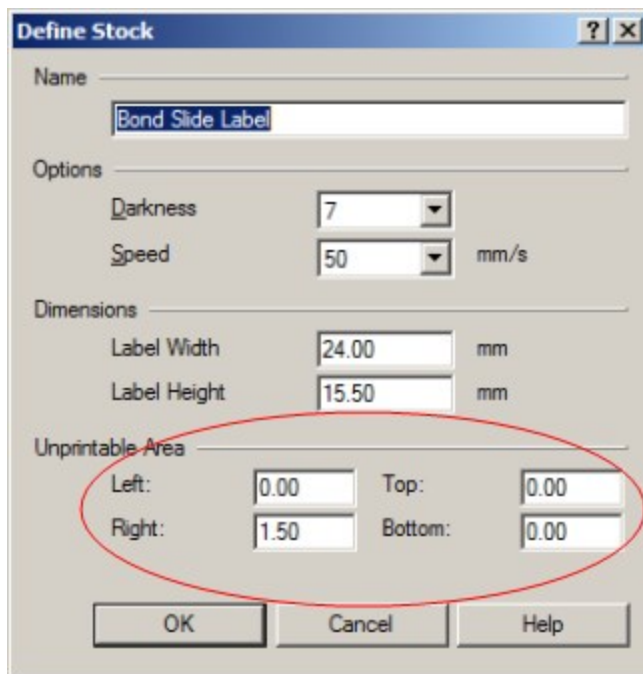 Define Stock
Name
Bond Slide Label
Options
Darkness 7
Speed 50 mm/s
Dimensions
Label Width 24.00 mm
Label Height 15.50 mm
Unprintable Area
Left: 0.00 Top: 0.00
Right: 1.50 Bottom: 0.00
OK Cancel Help